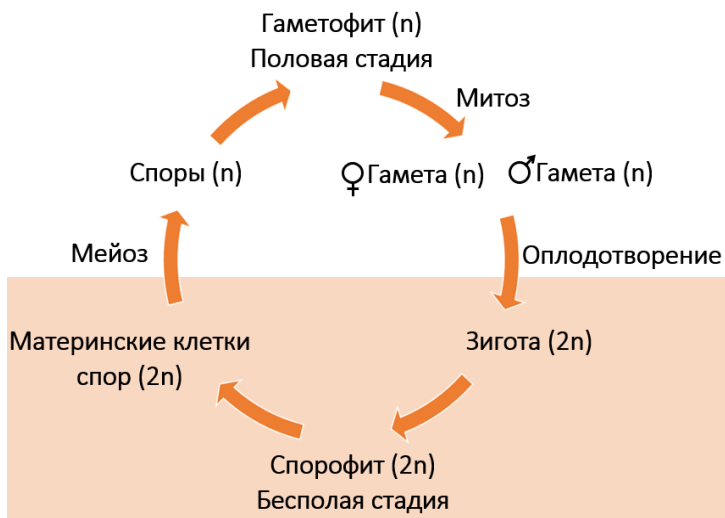 Гаметофит (n)
Половая стадия
Митоз
Споры (n)
♀Гамета (n) ♂Гамета (n)
Мейоз
Оплодотворение
Материнские клетки
спор (2n)
Зигота (2n)
Спорофит (2n)
Бесполая стадия